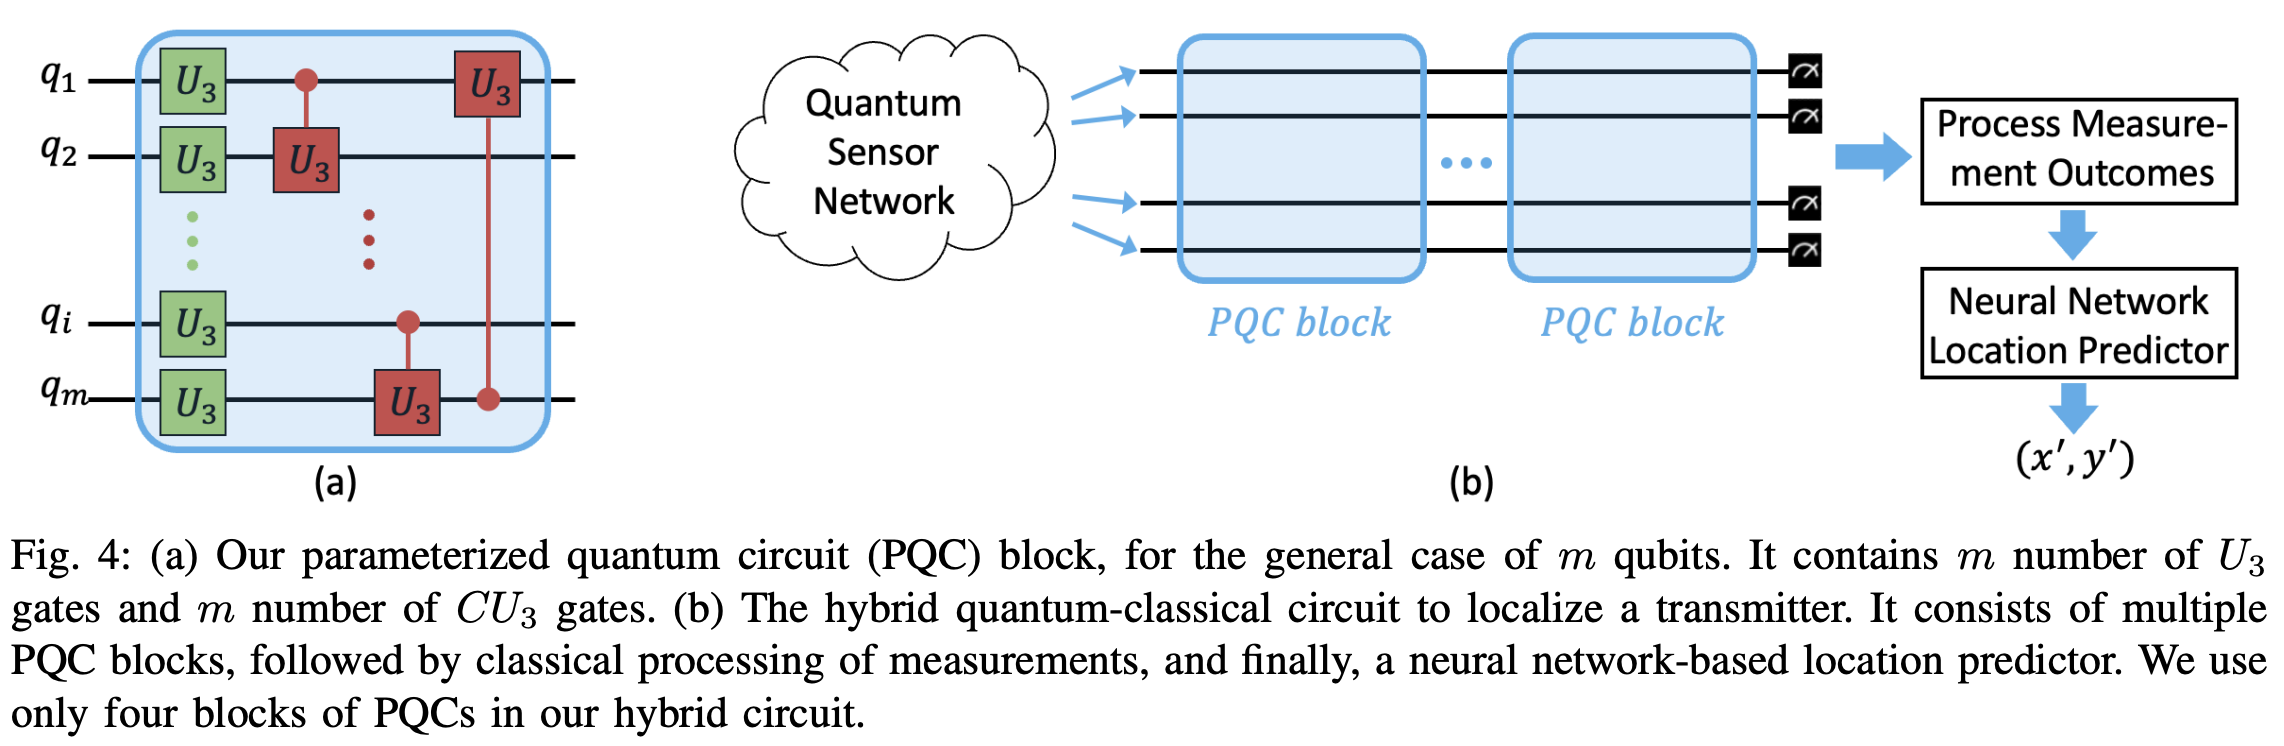 q₁
U₃
U₃
q₂
U₃
U₃
qᵢ
U₃
qₘ
U₃
U₃
(a)
Quantum
Sensor
Network
PQC block
PQC block
(b)
Process Measure-
ment Outcomes
Neural Network
Location Predictor
(x′, y′)
Fig. 4: (a) Our parameterized quantum circuit (PQC) block, for the general case of m qubits. It contains m number of U₃
gates and m number of CU₃ gates. (b) The hybrid quantum-classical circuit to localize a transmitter. It consists of multiple
PQC blocks, followed by classical processing of measurements, and finally, a neural network-based location predictor. We use
only four blocks of PQCs in our hybrid circuit.